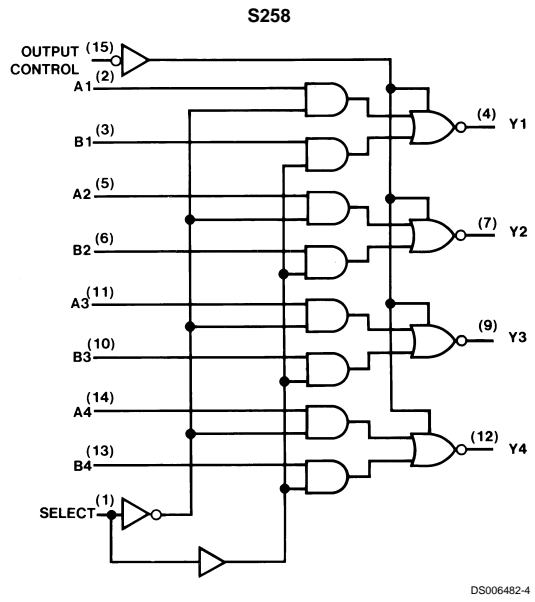 S258
OUTPUT CONTROL (15)
A1 (2)
B1 (3)
A2 (5)
B2 (6)
A3 (11)
B3 (10)
A4 (14)
B4 (13)
SELECT (1)
(4) Y1
(7) Y2
(9) Y3
(12) Y4
DS006482-4